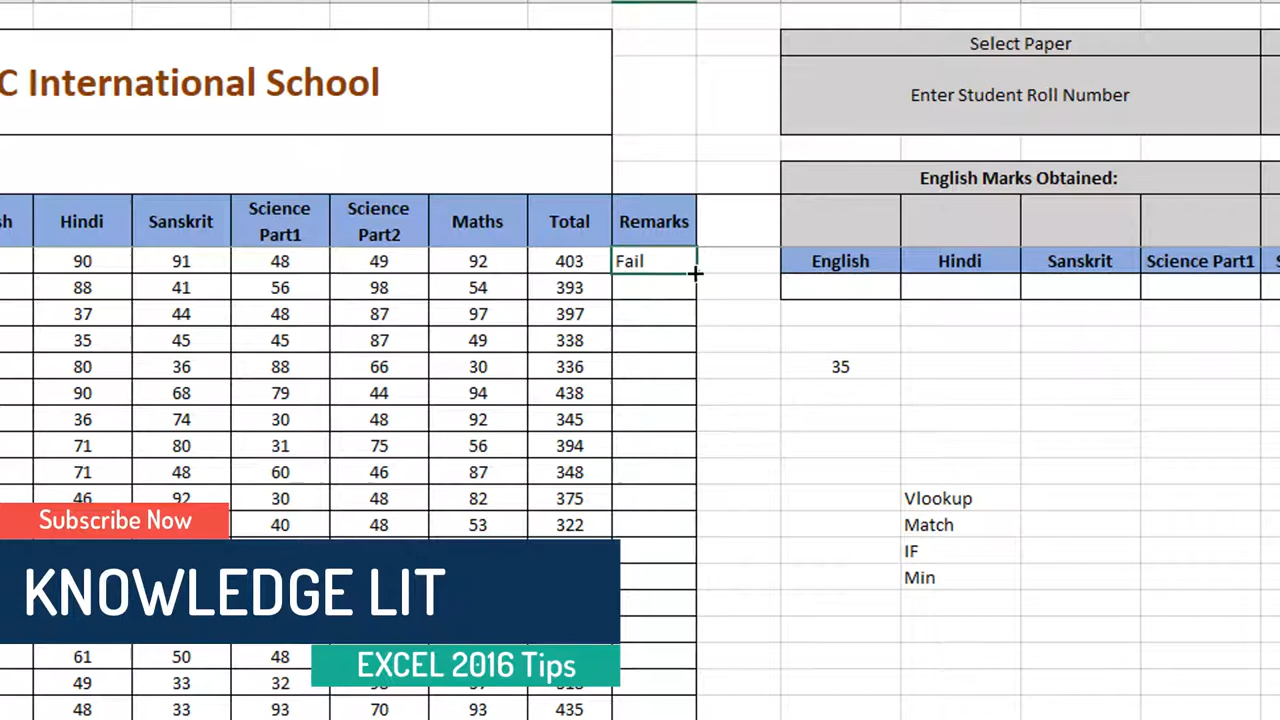 C International School
Select Paper
Enter Student Roll Number
English Marks Obtained:
sh Hindi Sanskrit Science Part1 Science Part2 Maths Total Remarks
90 91 48 49 92 403 Fail
English Hindi Sanskrit Science Part1 S
88 41 56 98 54 393
37 44 48 87 97 397
35 45 45 87 49 338
80 36 88 66 30 336
35
90 68 79 44 94 438
36 74 30 48 92 345
71 80 31 75 56 394
71 48 60 46 87 348
46 92 30 48 82 375
Vlookup
40 48 53 322
Match
IF
Min
Subscribe Now
KNOWLEDGE LIT
EXCEL 2016 Tips
61 50 48
49 33 32
48 33 93 70 93 435